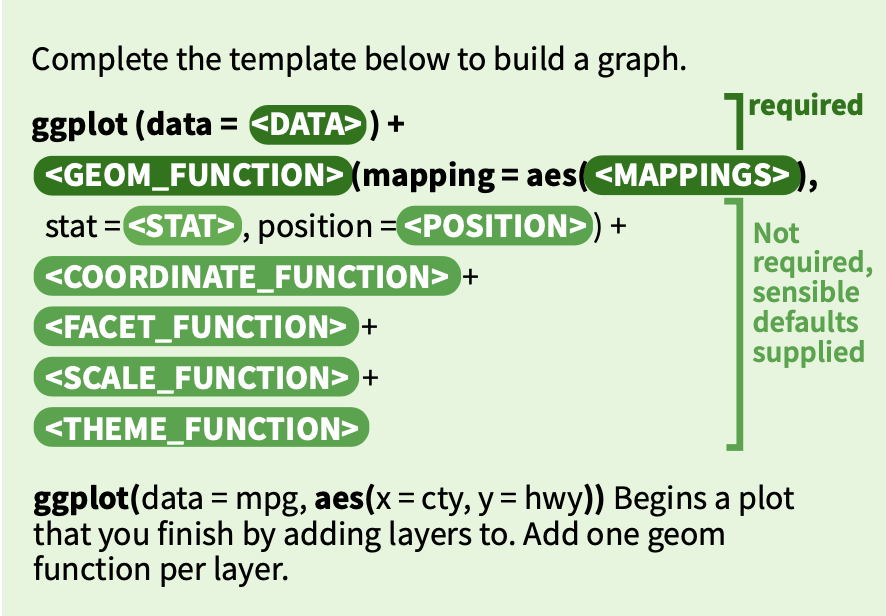 Complete the template below to build a graph.
ggplot (data = <DATA> ) +
required
<GEOM_FUNCTION>(mapping = aes( <MAPPINGS> ),
stat = <STAT> , position = <POSITION> ) +
<COORDINATE_FUNCTION> +
<FACET_FUNCTION> +
<SCALE_FUNCTION> +
<THEME_FUNCTION>
Not
required,
sensible
defaults
supplied
ggplot(data = mpg, aes(x = cty, y = hwy)) Begins a plot
that you finish by adding layers to. Add one geom
function per layer.